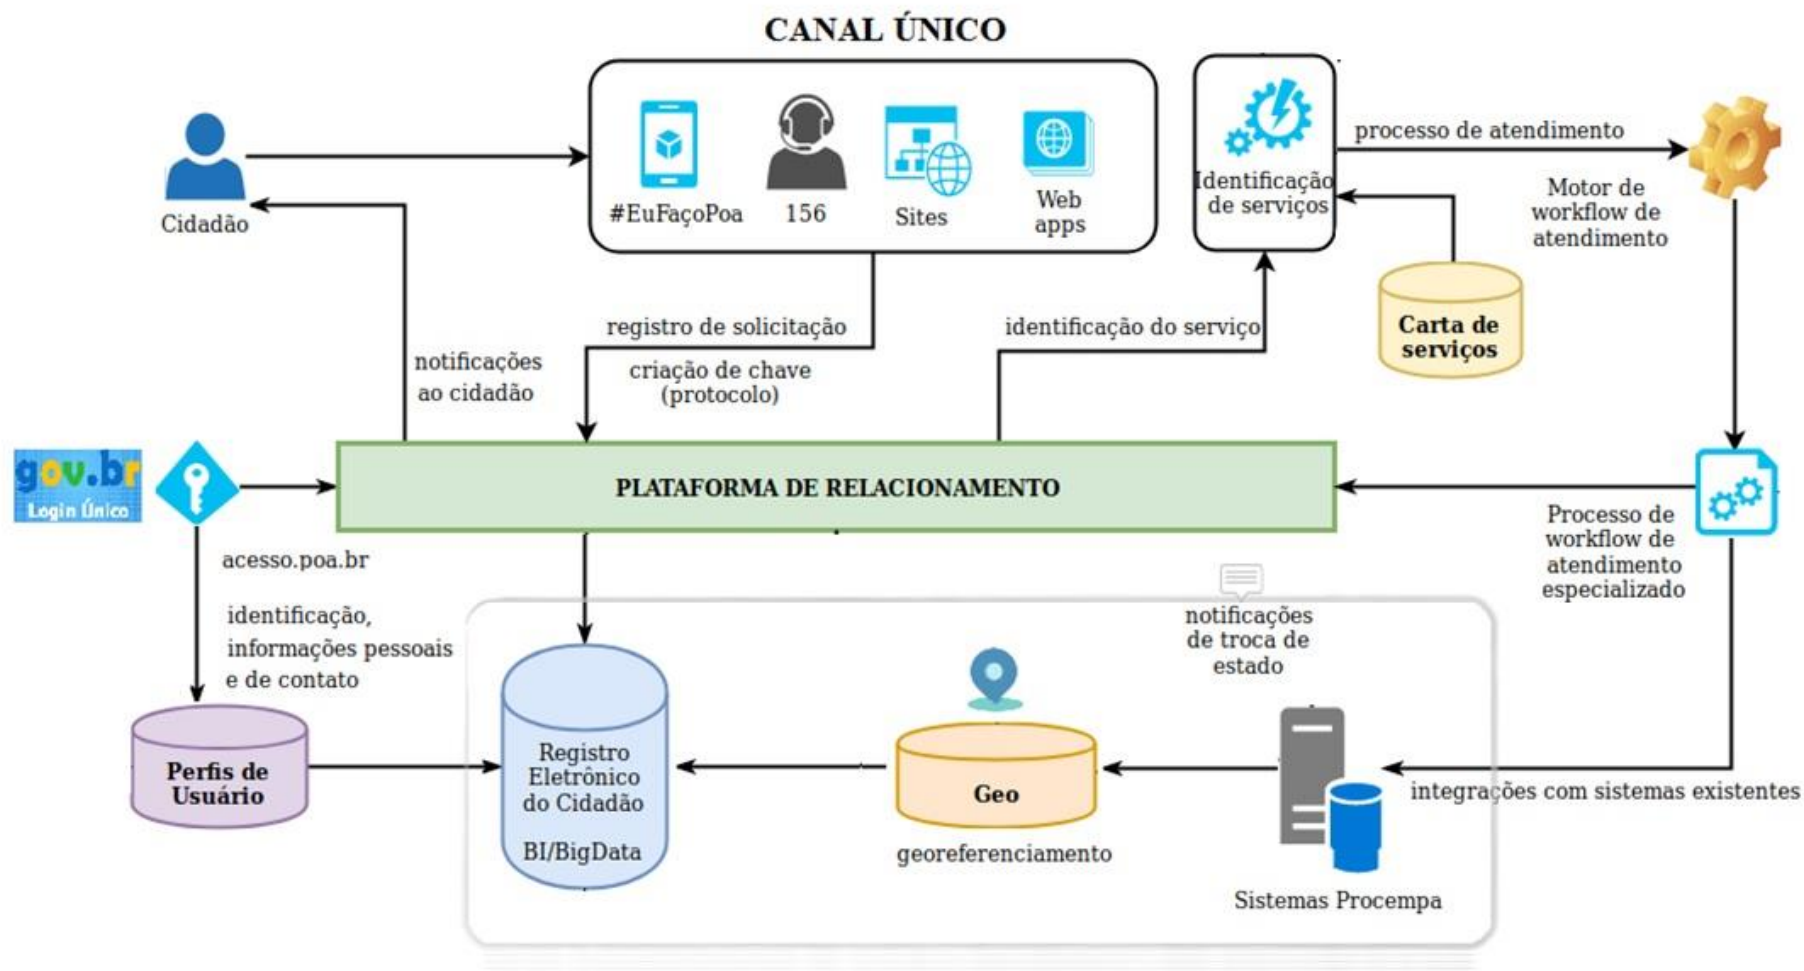 CANAL ÚNICO
Cidadão
#EuFaçoPoa
156
Sites
Web
apps
Identificação
de serviços
processo de atendimento
Motor de
workflow de
atendimento
Carta de
serviços
registro de solicitação
criação de chave
(protocolo)
identificação do serviço
notificações
ao cidadão
gov.br
Login Único
PLATAFORMA DE RELACIONAMENTO
Processo de
workflow de
atendimento
especializado
acesso.poa.br
identificação,
informações pessoais
e de contato
notificações
de troca de
estado
Perfis de
Usuário
Registro
Eletrônico
do Cidadão
BI/BigData
Geo
georeferenciamento
integrações com sistemas existentes
Sistemas Procempa